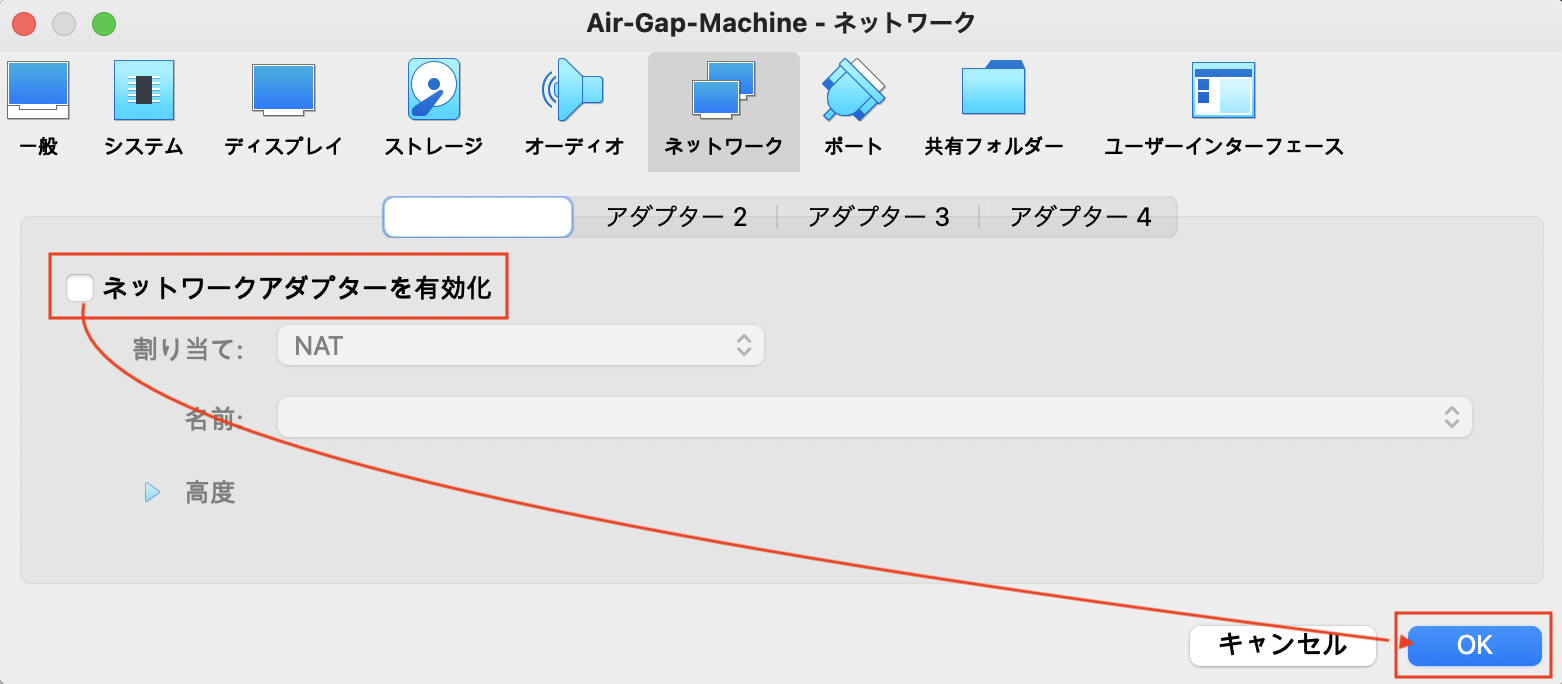 Air-Gap-Machine - ネットワーク
一般 システム ディスプレイ ストレージ オーディオ ネットワーク ポート 共有フォルダー ユーザーインターフェース
アダプター 2 アダプター 3 アダプター 4
ネットワークアダプターを有効化
割り当て: NAT
名前:
高度
キャンセル OK